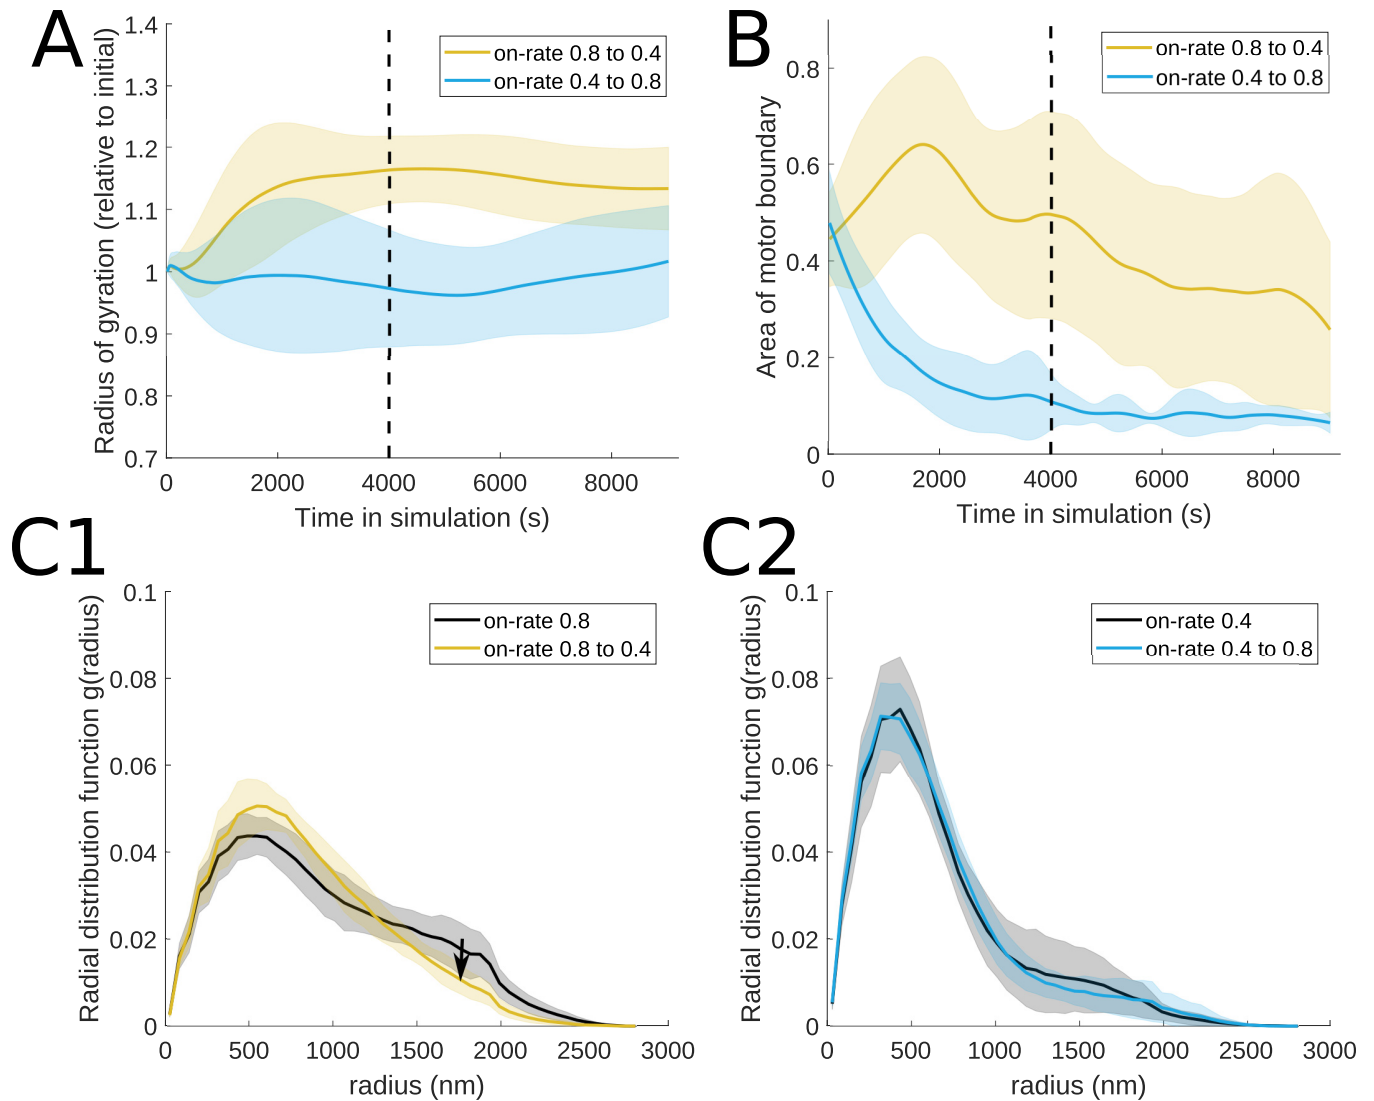 A
Radius of gyration (relative to initial)
1.4
1.3
1.2
1.1
1
0.9
0.8
0.7
on-rate 0.8 to 0.4
on-rate 0.4 to 0.8
0 2000 4000 6000 8000
Time in simulation (s)
B
Area of motor boundary
0.8
0.6
0.4
0.2
0
on-rate 0.8 to 0.4
on-rate 0.4 to 0.8
0 2000 4000 6000 8000
Time in simulation (s)
C1
Radial distribution function g(radius)
0.1
0.08
0.06
0.04
0.02
0
on-rate 0.8
on-rate 0.8 to 0.4
0 500 1000 1500 2000 2500 3000
radius (nm)
C2
Radial distribution function g(radius)
0.1
0.08
0.06
0.04
0.02
0
on-rate 0.4
on-rate 0.4 to 0.8
0 500 1000 1500 2000 2500 3000
radius (nm)